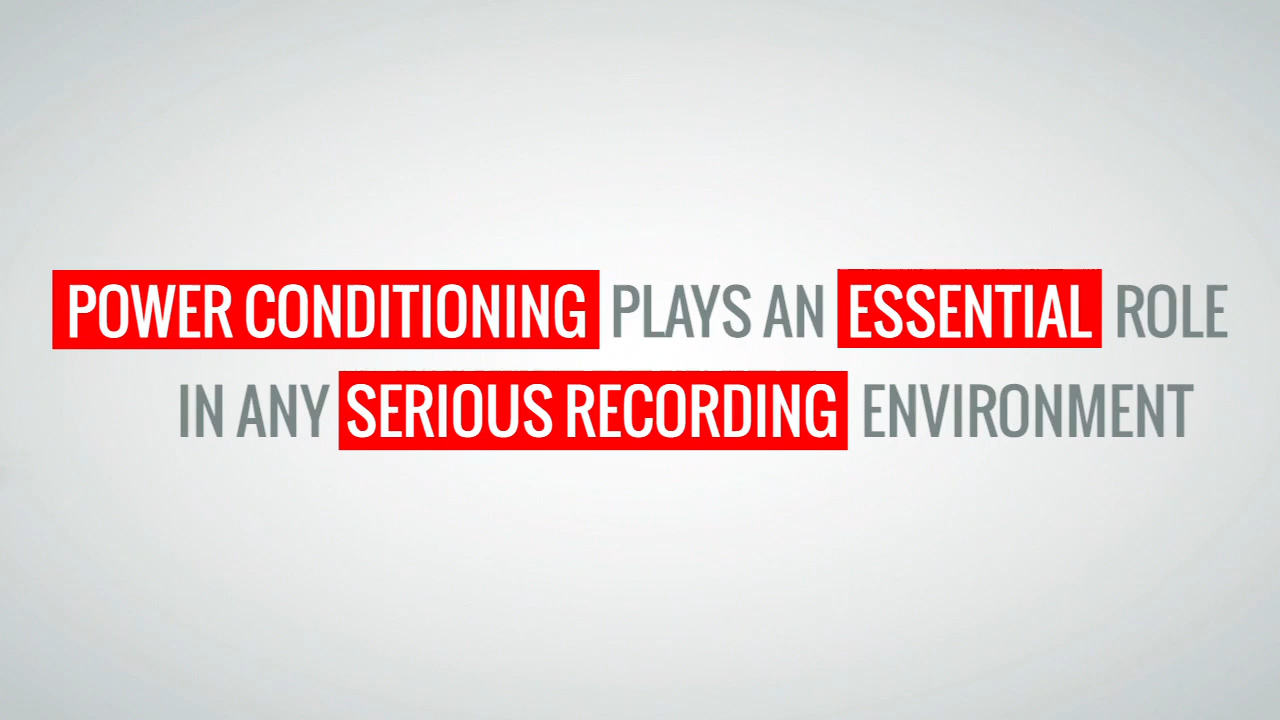 POWER CONDITIONING PLAYS AN ESSENTIAL ROLE
IN ANY SERIOUS RECORDING ENVIRONMENT